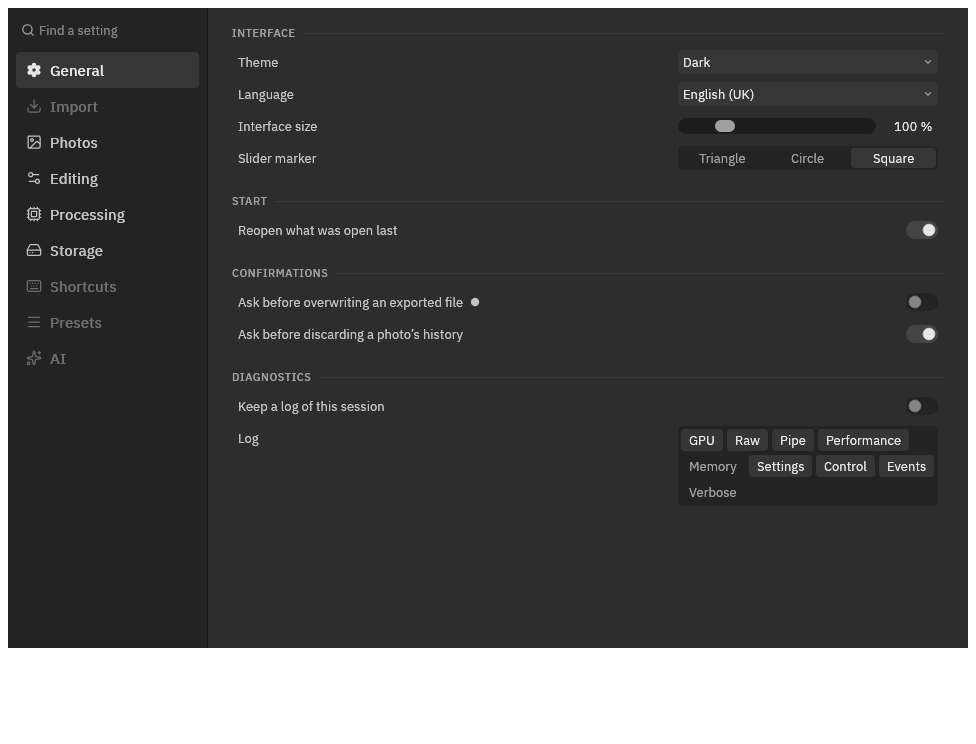 Find a setting
General
Import
Photos
Editing
Processing
Storage
Shortcuts
Presets
AI
INTERFACE
Theme Dark
Language English (UK)
Interface size 100 %
Slider marker Triangle Circle Square
START
Reopen what was open last
CONFIRMATIONS
Ask before overwriting an exported file
Ask before discarding a photo’s history
DIAGNOSTICS
Keep a log of this session
Log GPU Raw Pipe Performance
Memory Settings Control Events
Verbose